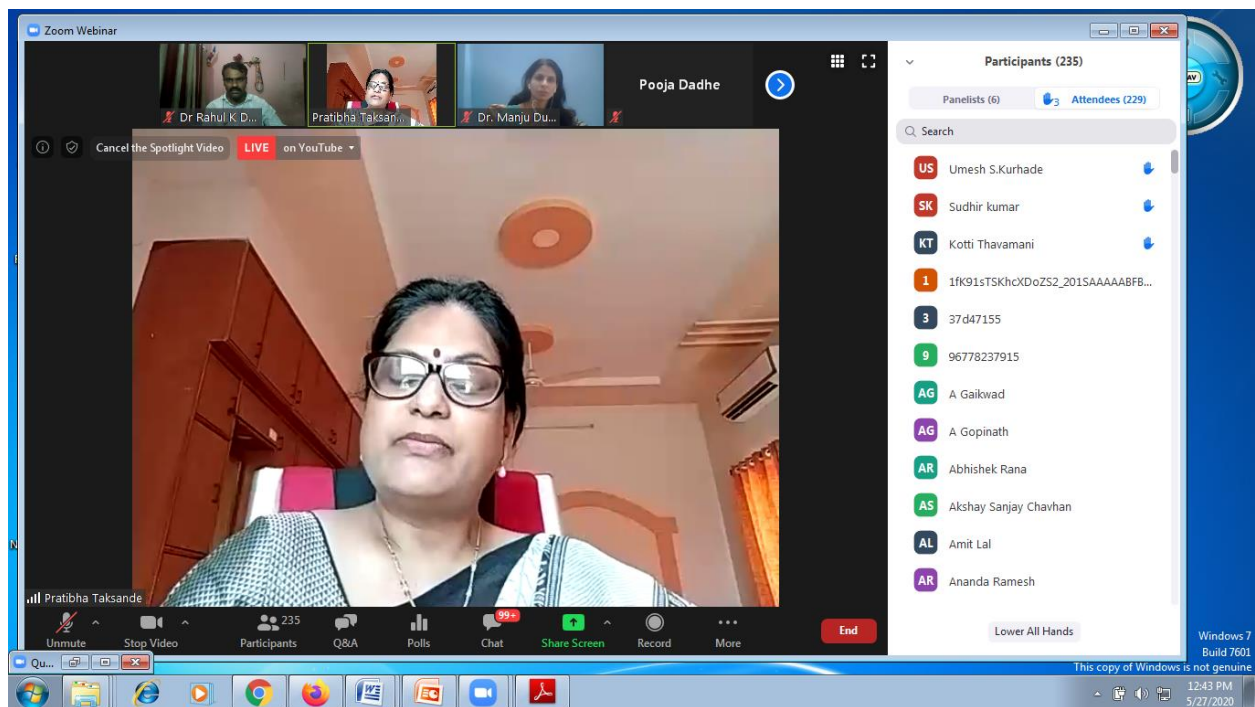 Zoom Webinar
Dr Rahul K D...
Pratibha Taksan...
Dr. Manju Du...
Pooja Dadhe
Cancel the Spotlight Video
LIVE on YouTube
Pratibha Taksande
Unmute
Stop Video
235
Participants
Q&A
Polls
99+
Chat
Share Screen
Record
More
End
Participants (235)
Panelists (6)
3 Attendees (229)
Search
US Umesh S.Kurhade
SK Sudhir kumar
KT Kotti Thavamani
1 1fK91sTSKhcXDoZS2_201SAAAAABFB...
3 37d47155
9 96778237915
AG A Gaikwad
AG A Gopinath
AR Abhishek Rana
AS Akshay Sanjay Chavhan
AL Amit Lal
AR Ananda Ramesh
Lower All Hands
AV
Windows 7
Build 7601
This copy of Windows is not genuine
Qu...
12:43 PM
5/27/2020